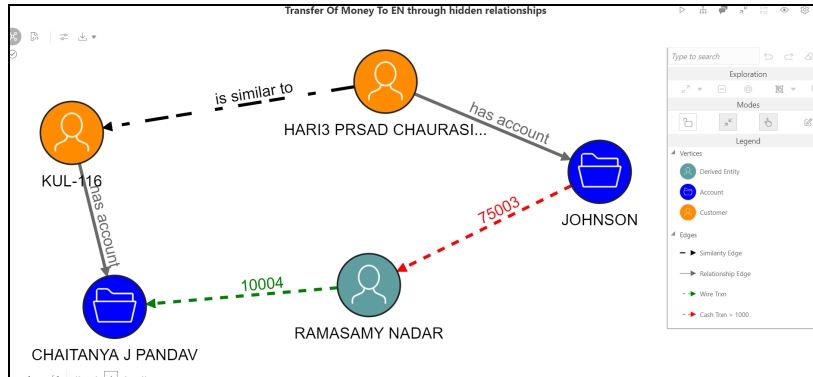 Transfer Of Money To EN through hidden relationships
is similar to
HARI3 PRSAD CHAURASI...
has account
KUL-116
has account
JOHNSON
75003
10004
RAMASAMY NADAR
CHAITANYA J PANDAV
Type to search
Exploration
Modes
Legend
Vertices
Derived Entity
Account
Customer
Edges
Similarity Edge
Relationship Edge
Wire Trxn
Cash Trxn > 1000